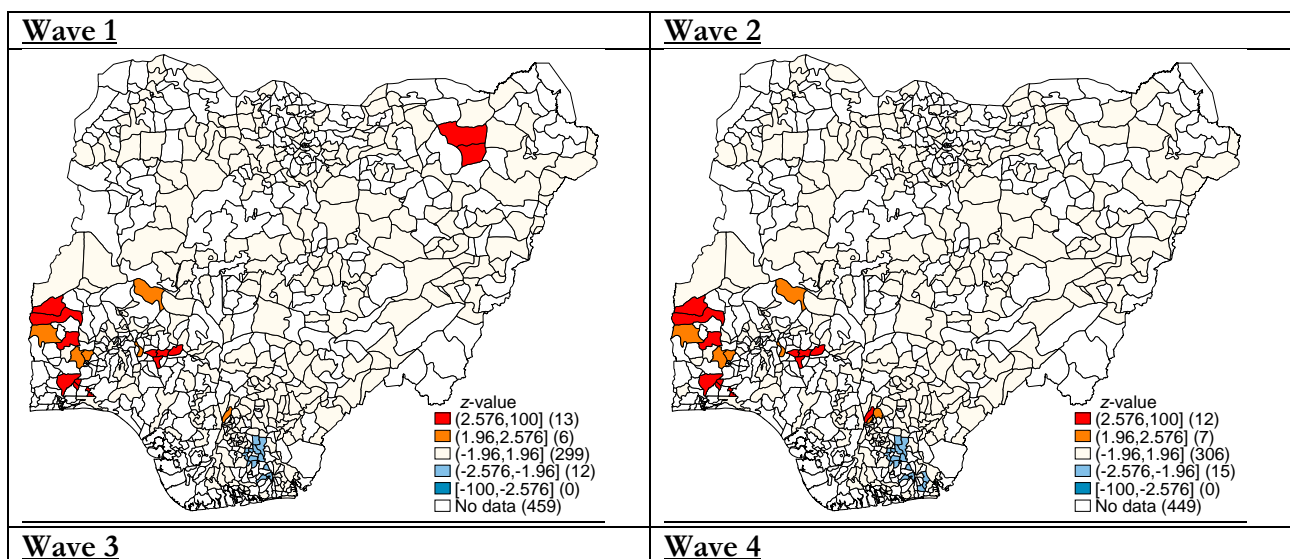 Wave 1
Wave 2
z-value
(2.576,100] (13)
(1.96,2.576] (6)
(-1.96,1.96] (299)
(-2.576,-1.96] (12)
[-100,-2.576] (0)
No data (459)
z-value
(2.576,100] (12)
(1.96,2.576] (7)
(-1.96,1.96] (306)
(-2.576,-1.96] (15)
[-100,-2.576] (0)
No data (449)
Wave 3
Wave 4